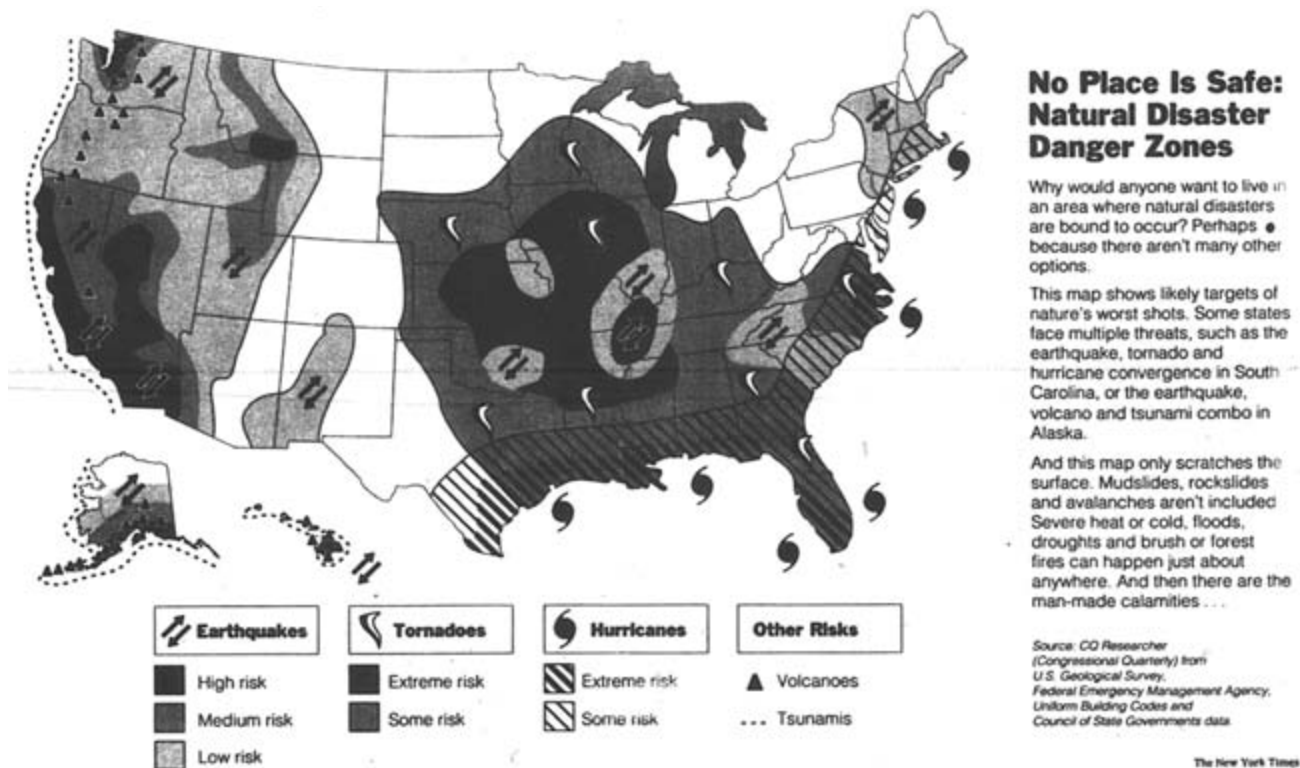 No Place Is Safe:
Natural Disaster
Danger Zones
Why would anyone want to live in
an area where natural disasters
are bound to occur? Perhaps
because there aren't many other
options.
This map shows likely targets of
nature's worst shots. Some states
face multiple threats, such as the
earthquake, tornado and
hurricane convergence in South
Carolina, or the earthquake,
volcano and tsunami combo in
Alaska.
And this map only scratches the
surface. Mudslides, rockslides
and avalanches aren't included
Severe heat or cold, floods,
droughts and brush or forest
fires can happen just about
anywhere. And then there are the
man-made calamities . . .
Source: CQ Researcher
(Congressional Quarterly) from
U.S. Geological Survey,
Federal Emergency Management Agency,
Uniform Building Codes and
Council of State Governments data.
The New York Times
Earthquakes
High risk
Medium risk
Low risk
Tornadoes
Extreme risk
Some risk
Hurricanes
Extreme risk
Some risk
Other Risks
Volcanoes
Tsunamis